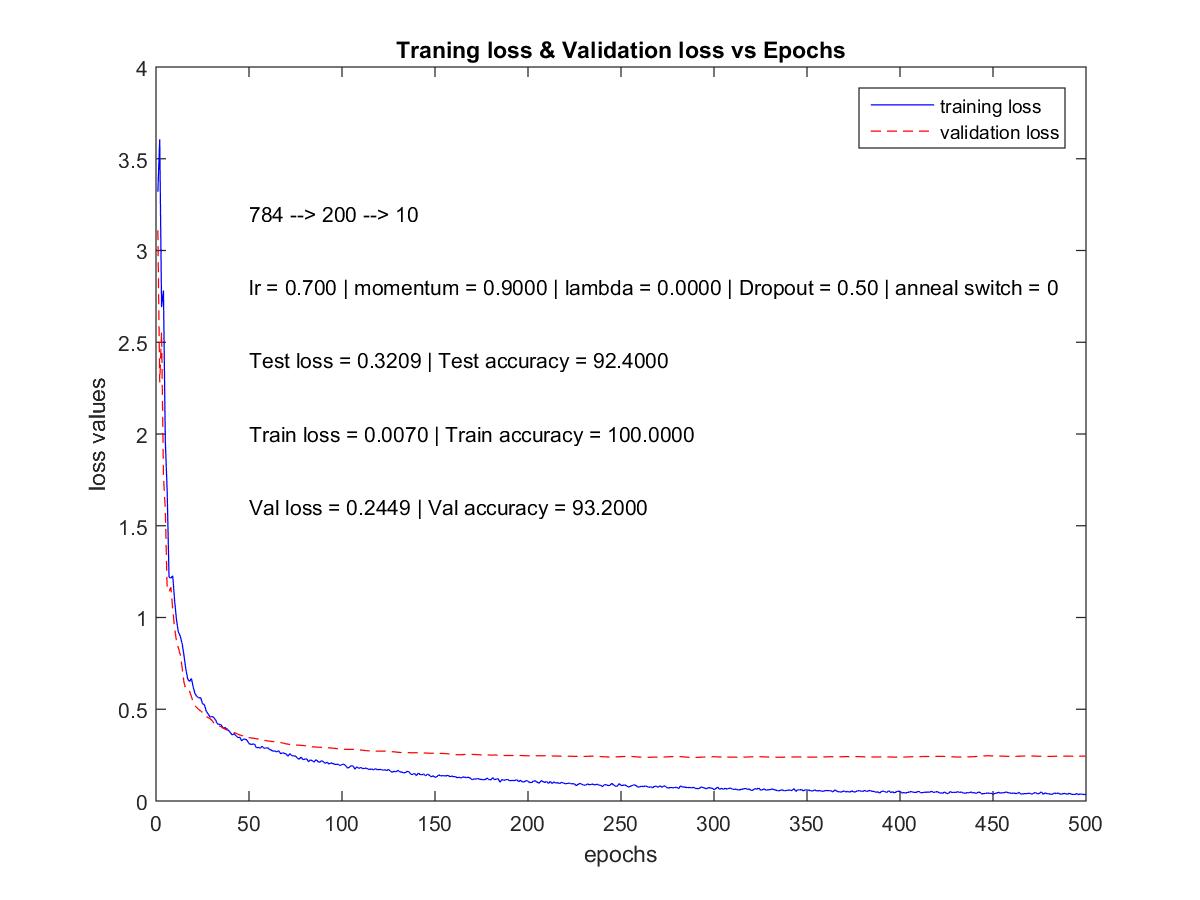 Traning loss & Validation loss vs Epochs
4
3.5
3
2.5
2
1.5
1
0.5
0
loss values
training loss
validation loss
784 --> 200 --> 10
lr = 0.700 | momentum = 0.9000 | lambda = 0.0000 | Dropout = 0.50 | anneal switch = 0
Test loss = 0.3209 | Test accuracy = 92.4000
Train loss = 0.0070 | Train accuracy = 100.0000
Val loss = 0.2449 | Val accuracy = 93.2000
0 50 100 150 200 250 300 350 400 450 500
epochs